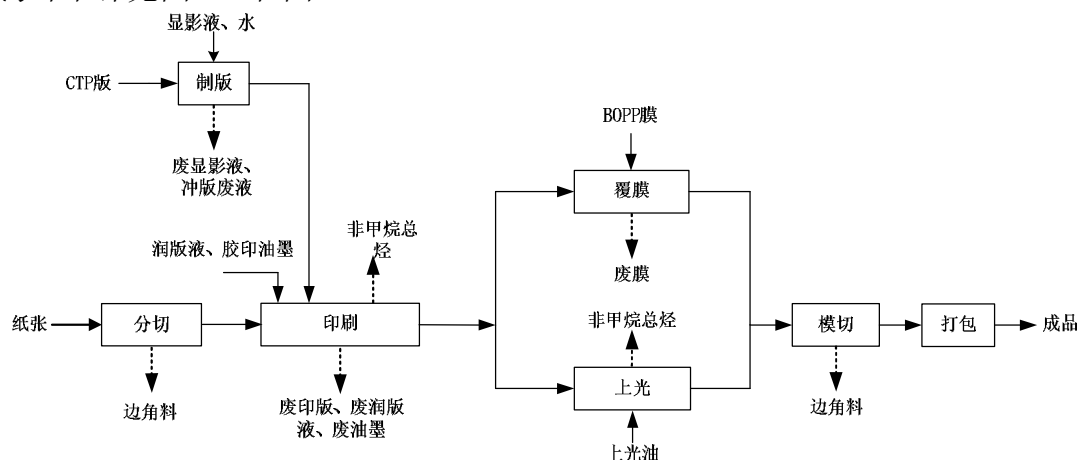 显影液、水
CTP版
制版
废显影液、
冲版废液
BOPP膜
覆膜
废膜
润版液、胶印油墨
非甲烷总
烃
纸张
分切
印刷
非甲烷总烃
上光
上光油
模切
打包
成品
边角料
废印版、废润版
液、废油墨
边角料